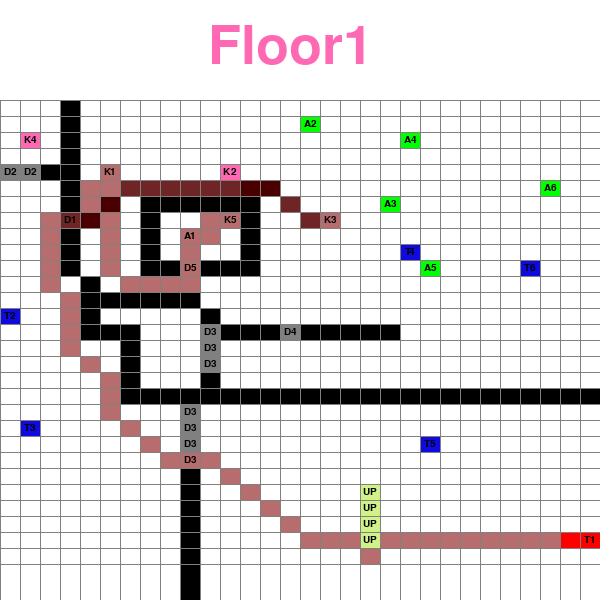 Floor1
A2
K4 A4
D2 D2 K1 K2
A6
A3
D1 K5 K3
A1
T4
D5 A5 T6
T2
D3 D4
D3
D3
D3
T3 D3
D3 T5
D3
UP
UP
UP
UP T1